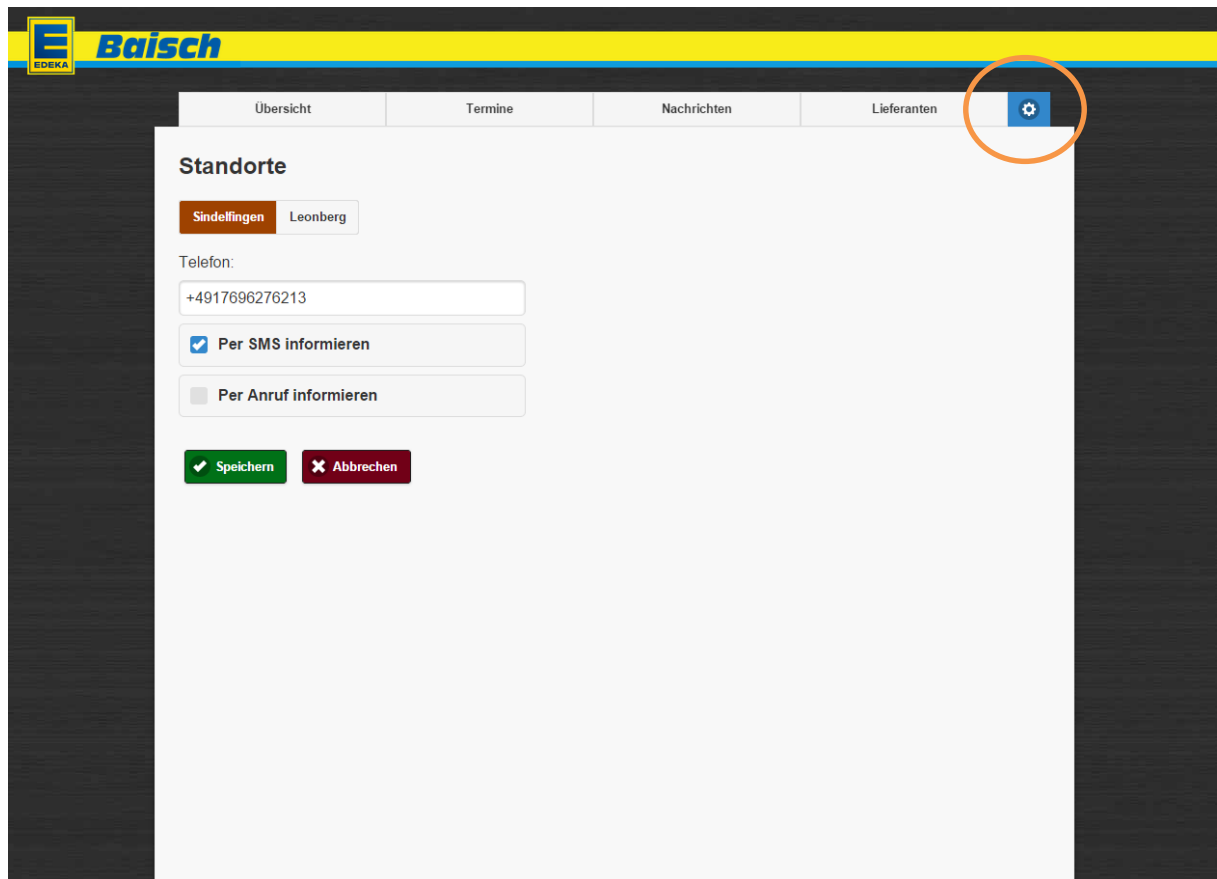 Baisch
EDEKA
Übersicht Termine Nachrichten Lieferanten
Standorte
Sindelfingen Leonberg
Telefon:
+4917696276213
Per SMS informieren
Per Anruf informieren
Speichern Abbrechen